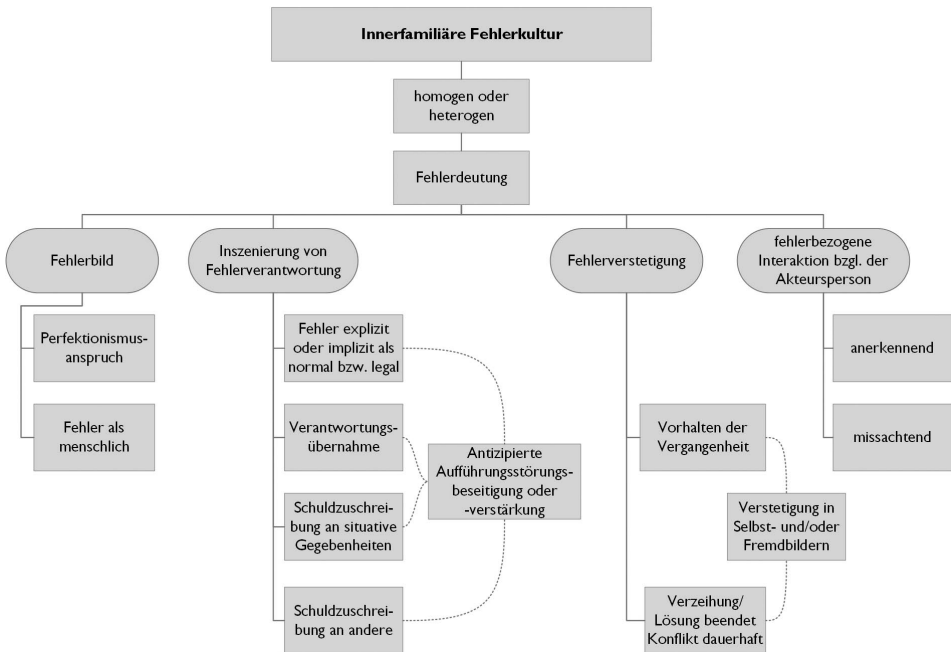 Innerfamiliäre Fehlerkultur
homogen oder
heterogen
Fehlerdeutung
Fehlerbild
Inszenierung von
Fehlerverantwortung
Fehlerverstetigung
fehlerbezogene
Interaktion bzgl. der
Akteursperson
Perfektionismus-
anspruch
Fehler als
menschlich
Fehler explizit
oder implizit als
normal bzw. legal
Verantwortungs-
übernahme
Schuldzuschrei-
bung an situative
Gegebenheiten
Schuldzuschrei-
bung an andere
Antizipierte
Aufführungsstörungs-
beseitigung oder
-verstärkung
Vorhalten der
Vergangenheit
Verzeihung/
Lösung beendet
Konflikt dauerhaft
Verstetigung in
Selbst- und/oder
Fremdbildern
anerkennend
missachtend